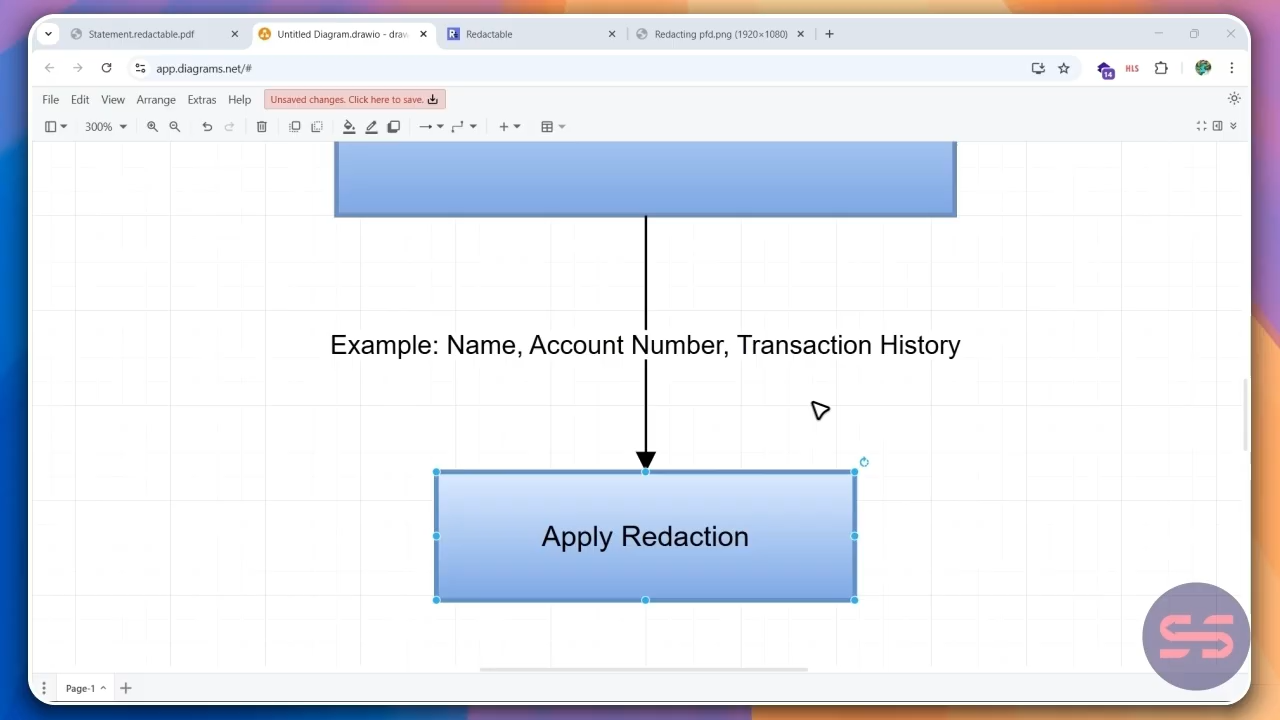 Statement.redactable.pdf
Untitled Diagram.drawio - draw
Redactable
Redacting pfd.png (1920×1080)
app.diagrams.net/#
14
HLS
File Edit View Arrange Extras Help Unsaved changes. Click here to save.
300%
Example: Name, Account Number, Transaction History
Apply Redaction
SS
Page-1